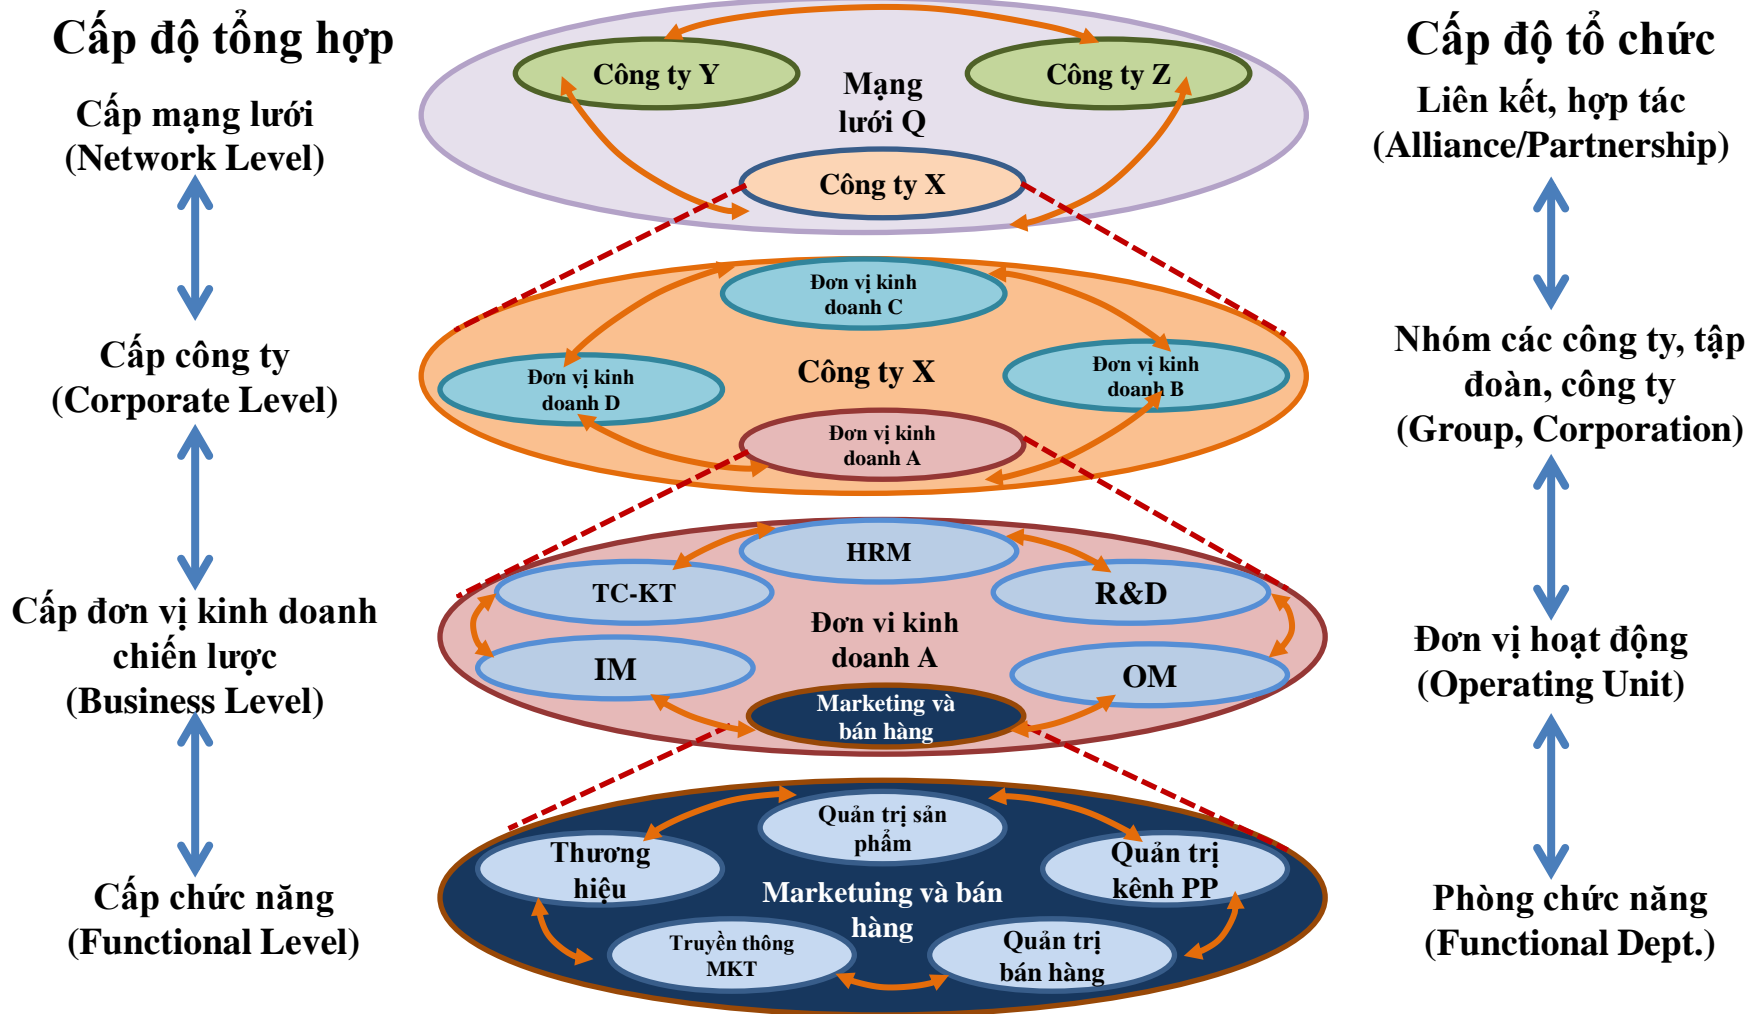 Cấp độ tổng hợp
Cấp mạng lưới
(Network Level)
Cấp công ty
(Corporate Level)
Cấp đơn vị kinh doanh
chiến lược
(Business Level)
Cấp chức năng
(Functional Level)
Công ty Y
Công ty Z
Mạng
lưới Q
Công ty X
Đơn vị kinh
doanh C
Đơn vị kinh
doanh D
Công ty X
Đơn vị kinh
doanh B
Đơn vị kinh
doanh A
HRM
TC-KT
R&D
Đơn vi kinh
doanh A
IM
OM
Marketing và
bán hàng
Quản trị sản
phẩm
Thương
hiệu
Quản trị
kênh PP
Marketuing và bán
hàng
Truyền thông
MKT
Quản trị
bán hàng
Cấp độ tổ chức
Liên kết, hợp tác
(Alliance/Partnership)
Nhóm các công ty, tập
đoàn, công ty
(Group, Corporation)
Đơn vị hoạt động
(Operating Unit)
Phòng chức năng
(Functional Dept.)